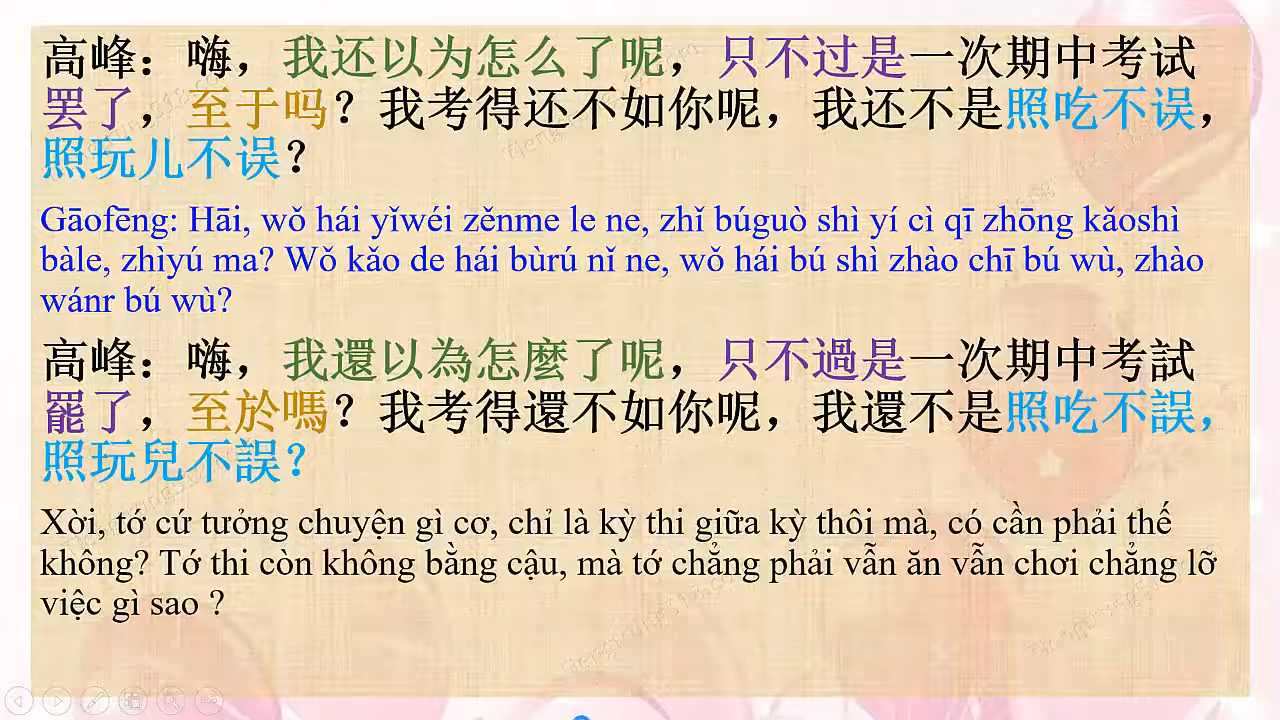 高峰：嗨，我还以为怎么了呢，只不过是一次期中考试
罢了，至于吗？我考得还不如你呢，我还不是照吃不误，
照玩儿不误？
Gāofēng: Hāi, wǒ hái yǐwéi zěnme le ne, zhǐ búguò shì yí cì qī zhōng kǎoshì
bàle, zhìyú ma? Wǒ kǎo de hái bùrú nǐ ne, wǒ hái bú shì zhào chī bú wù, zhào
wánr bú wù?
高峰：嗨，我還以為怎麼了呢，只不過是一次期中考試
罷了，至於嗎？我考得還不如你呢，我還不是照吃不誤，
照玩兒不誤？
Xời, tớ cứ tưởng chuyện gì cơ, chỉ là kỳ thi giữa kỳ thôi mà, có cần phải thế
không? Tớ thi còn không bằng cậu, mà tớ chẳng phải vẫn ăn vẫn chơi chẳng lỡ
việc gì sao ?